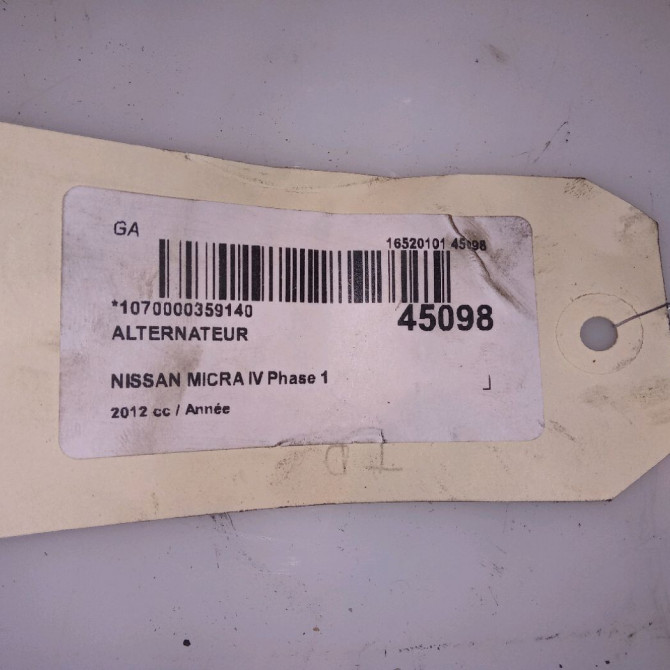 GA
16520101 45098
*1070000359140
45098
ALTERNATEUR
NISSAN MICRA IV Phase 1
2012 cc / Année